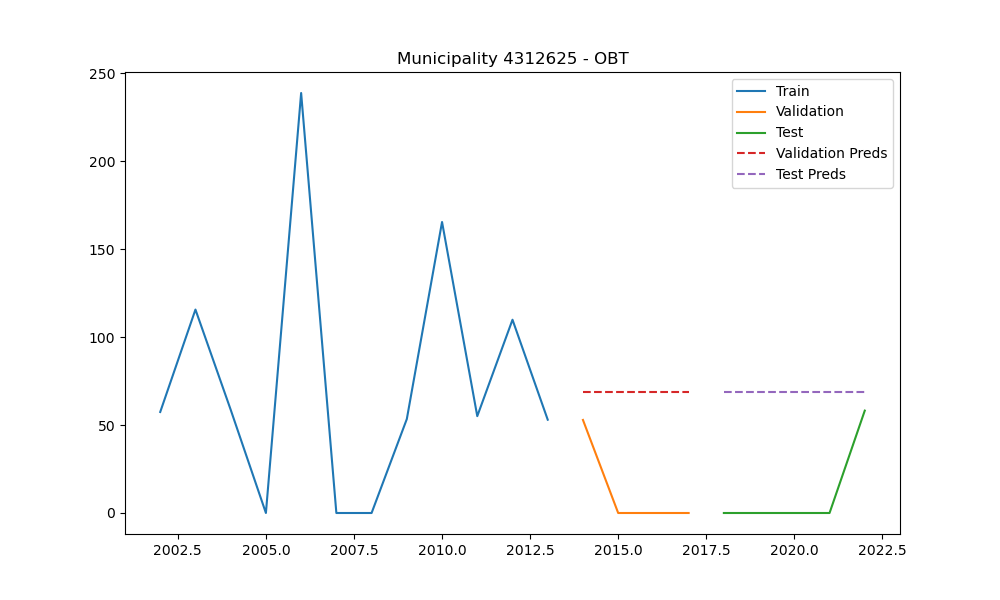 Municipality 4312625 - OBT
250
200
150
100
50
0
2002.5 2005.0 2007.5 2010.0 2012.5 2015.0 2017.5 2020.0 2022.5
Train
Validation
Test
Validation Preds
Test Preds